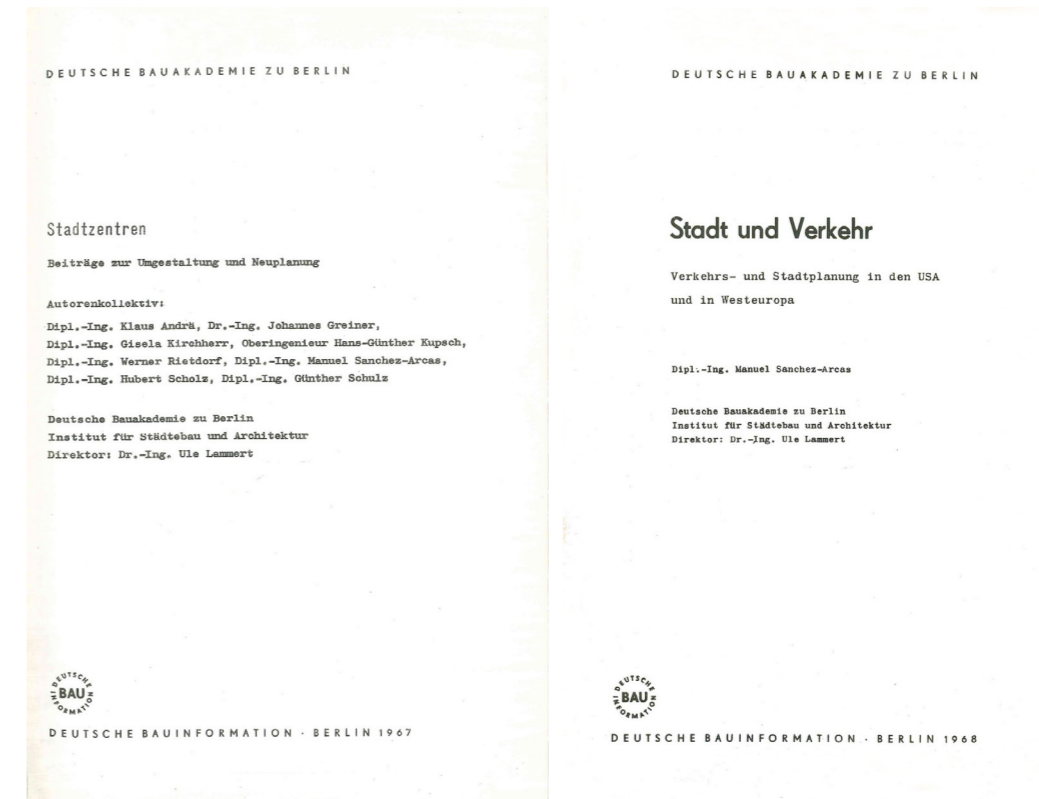 DEUTSCHE BAUAKADEMIE ZU BERLIN
Stadtzentren
Beiträge zur Umgestaltung und Neuplanung
Autorenkollektiv:
Dipl.-Ing. Klaus Andrä, Dr.-Ing. Johannes Greiner,
Dipl.-Ing. Gisela Kirchherr, Oberingenieur Hans-Günther Kupsch,
Dipl.-Ing. Werner Rietdorf, Dipl.-Ing. Manuel Sanchez-Arcas,
Dipl.-Ing. Hubert Scholz, Dipl.-Ing. Günther Schulz
Deutsche Bauakademie zu Berlin
Institut für Städtebau und Architektur
Direktor: Dr.-Ing. Ule Lammert
DEUTSCHE
BAU
INFORMATION
DEUTSCHE BAUINFORMATION · BERLIN 1967
DEUTSCHE BAUAKADEMIE ZU BERLIN
Stadt und Verkehr
Verkehrs- und Stadtplanung in den USA
und in Westeuropa
Dipl.-Ing. Manuel Sanchez-Arcas
Deutsche Bauakademie zu Berlin
Institut für Städtebau und Architektur
Direktor: Dr.-Ing. Ule Lammert
DEUTSCHE
BAU
INFORMATION
DEUTSCHE BAUINFORMATION · BERLIN 1968